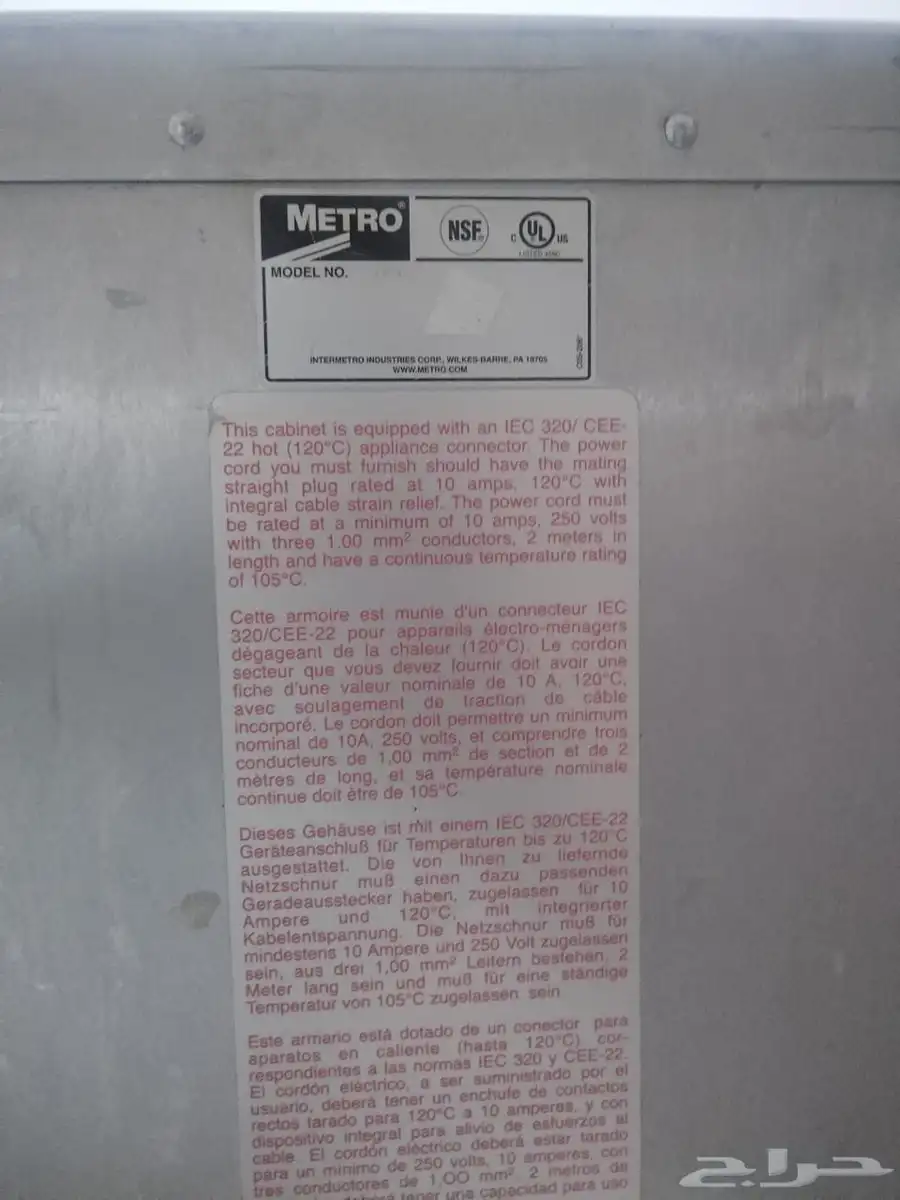 METRO®
NSF®
C UL US
LISTED
MODEL NO.
INTERMETRO INDUSTRIES CORP., WILKES-BARRE, PA 18705
WWW.METRO.COM
This cabinet is equipped with an IEC 320/ CEE-
22 hot (120°C) appliance connector. The power
cord you must furnish should have the mating
straight plug rated at 10 amps, 120°C with
integral cable strain relief. The power cord must
be rated at a minimum of 10 amps, 250 volts
with three 1.00 mm² conductors, 2 meters in
length and have a continuous temperature rating
of 105°C.
Cette armoire est munie d'un connecteur IEC
320/CEE-22 pour appareils électro-ménagers
dégageant de la chaleur (120°C). Le cordon
secteur que vous devez fournir doit avoir une
fiche d'une valeur nominale de 10 A, 120°C,
avec soulagement de traction de câble
incorporé. Le cordon doit permettre un minimum
nominal de 10A, 250 volts, et comprendre trois
conducteurs de 1,00 mm² de section et de 2
mètres de long, et sa température nominale
continue doit être de 105°C.
Dieses Gehäuse ist mit einem IEC 320/CEE-22
Geräteanschluß für Temperaturen bis zu 120°C
ausgestattet. Die von Ihnen zu liefernde
Netzschnur muß einen dazu passenden
Geradeausstecker haben, zugelassen für 10
Ampere und 120°C, mit integrierter
Kabelentspannung. Die Netzschnur muß für
mindestens 10 Ampere und 250 Volt zugelassen
sein, aus drei 1,00 mm² Leitern bestehen, 2
Meter lang sein und muß für eine ständige
Temperatur von 105°C zugelassen sein
Este armario está dotado de un conector para
aparatos en caliente (hasta 120°C) cor-
respondientes a las normas IEC 320 y CEE-22.
El cordón eléctrico, a ser suministrado por el
usuario, deberá tener un enchufe de contactos
rectos tarado para 120°C a 10 amperes, y con
dispositivo integral para alivio de esfuerzos al
cable. El cordón eléctrico deberá estar tarado
para un mínimo de 250 volts, 10 amperes, con
tres conductores de 1,OO mm², 2 metros de
deberá tener una capacidad para uso
حراج